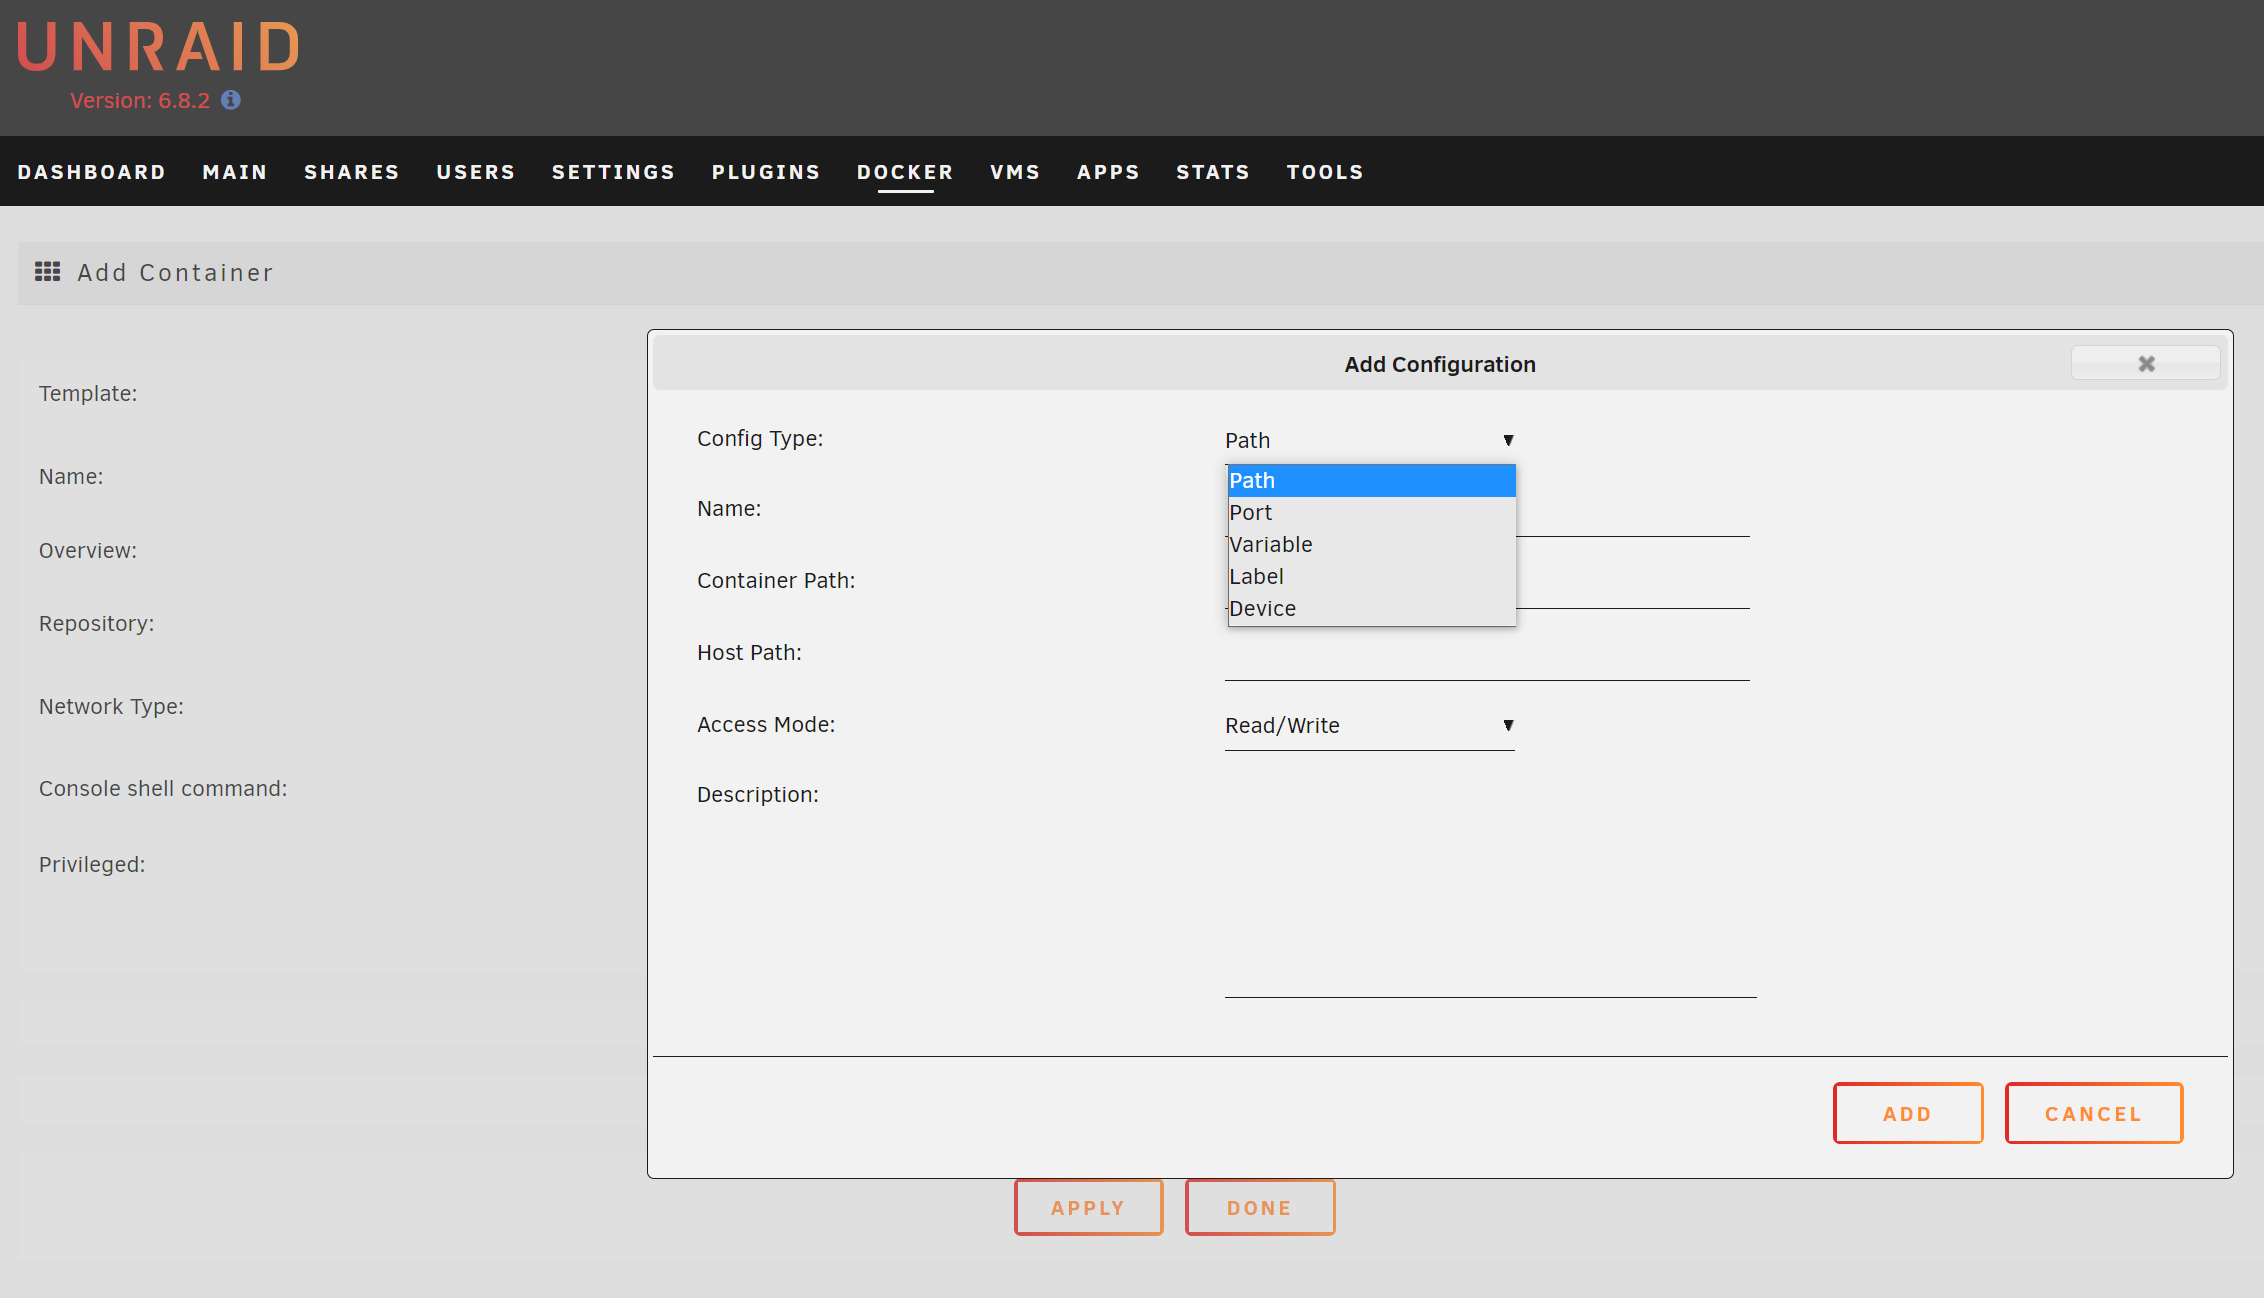 UNRAID
Version: 6.8.2
DASHBOARD MAIN SHARES USERS SETTINGS PLUGINS DOCKER VMS APPS STATS TOOLS
Add Container
Template:
Name:
Overview:
Repository:
Network Type:
Console shell command:
Privileged:
Add Configuration
Config Type: Path
Path
Port
Variable
Label
Device
Name:
Container Path:
Host Path:
Access Mode: Read/Write
Description:
ADD CANCEL
APPLY DONE